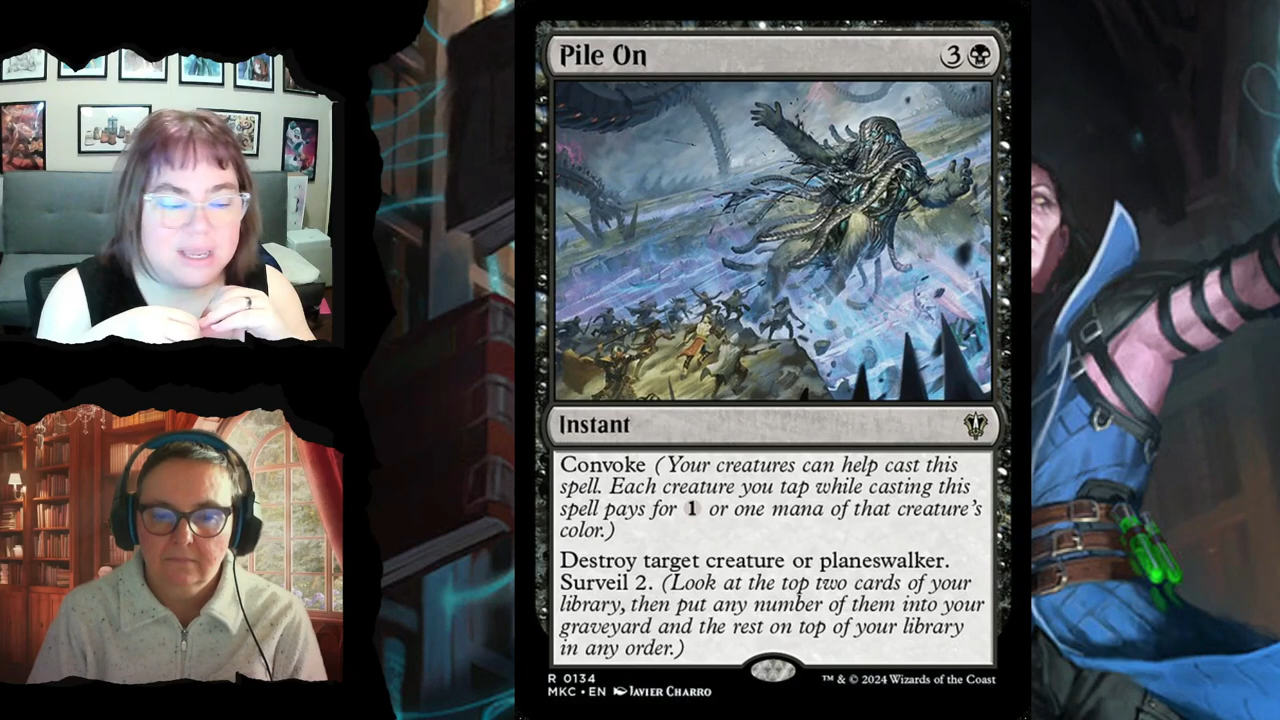 Pile On
3
Instant
Convoke (Your creatures can help cast this
spell. Each creature you tap while casting this
spell pays for 1 or one mana of that creature's
color.)
Destroy target creature or planeswalker.
Surveil 2. (Look at the top two cards of your
library, then put any number of them into your
graveyard and the rest on top of your library
in any order.)
R 0134
MKC • EN Javier Charro
™ & © 2024 Wizards of the Coast